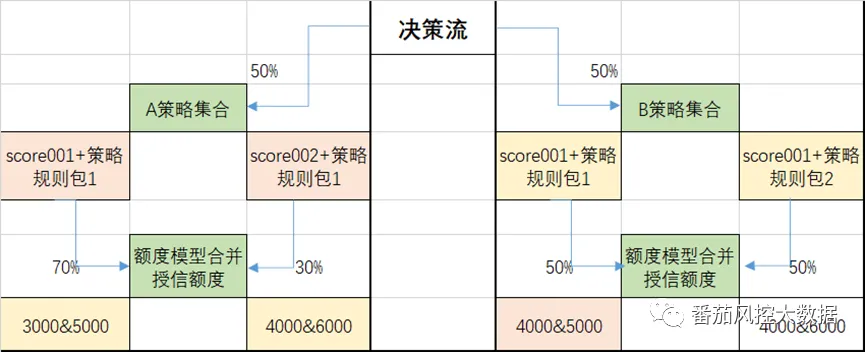 决策流
50%
50%
A策略集合
B策略集合
score001+策略
规则包1
score002+策略
规则包1
score001+策略
规则包1
score001+策略
规则包2
70%
额度模型合并
授信额度
30%
50%
额度模型合并
授信额度
50%
3000&5000
4000&6000
4000&5000
4000&6000
番茄风控大数据